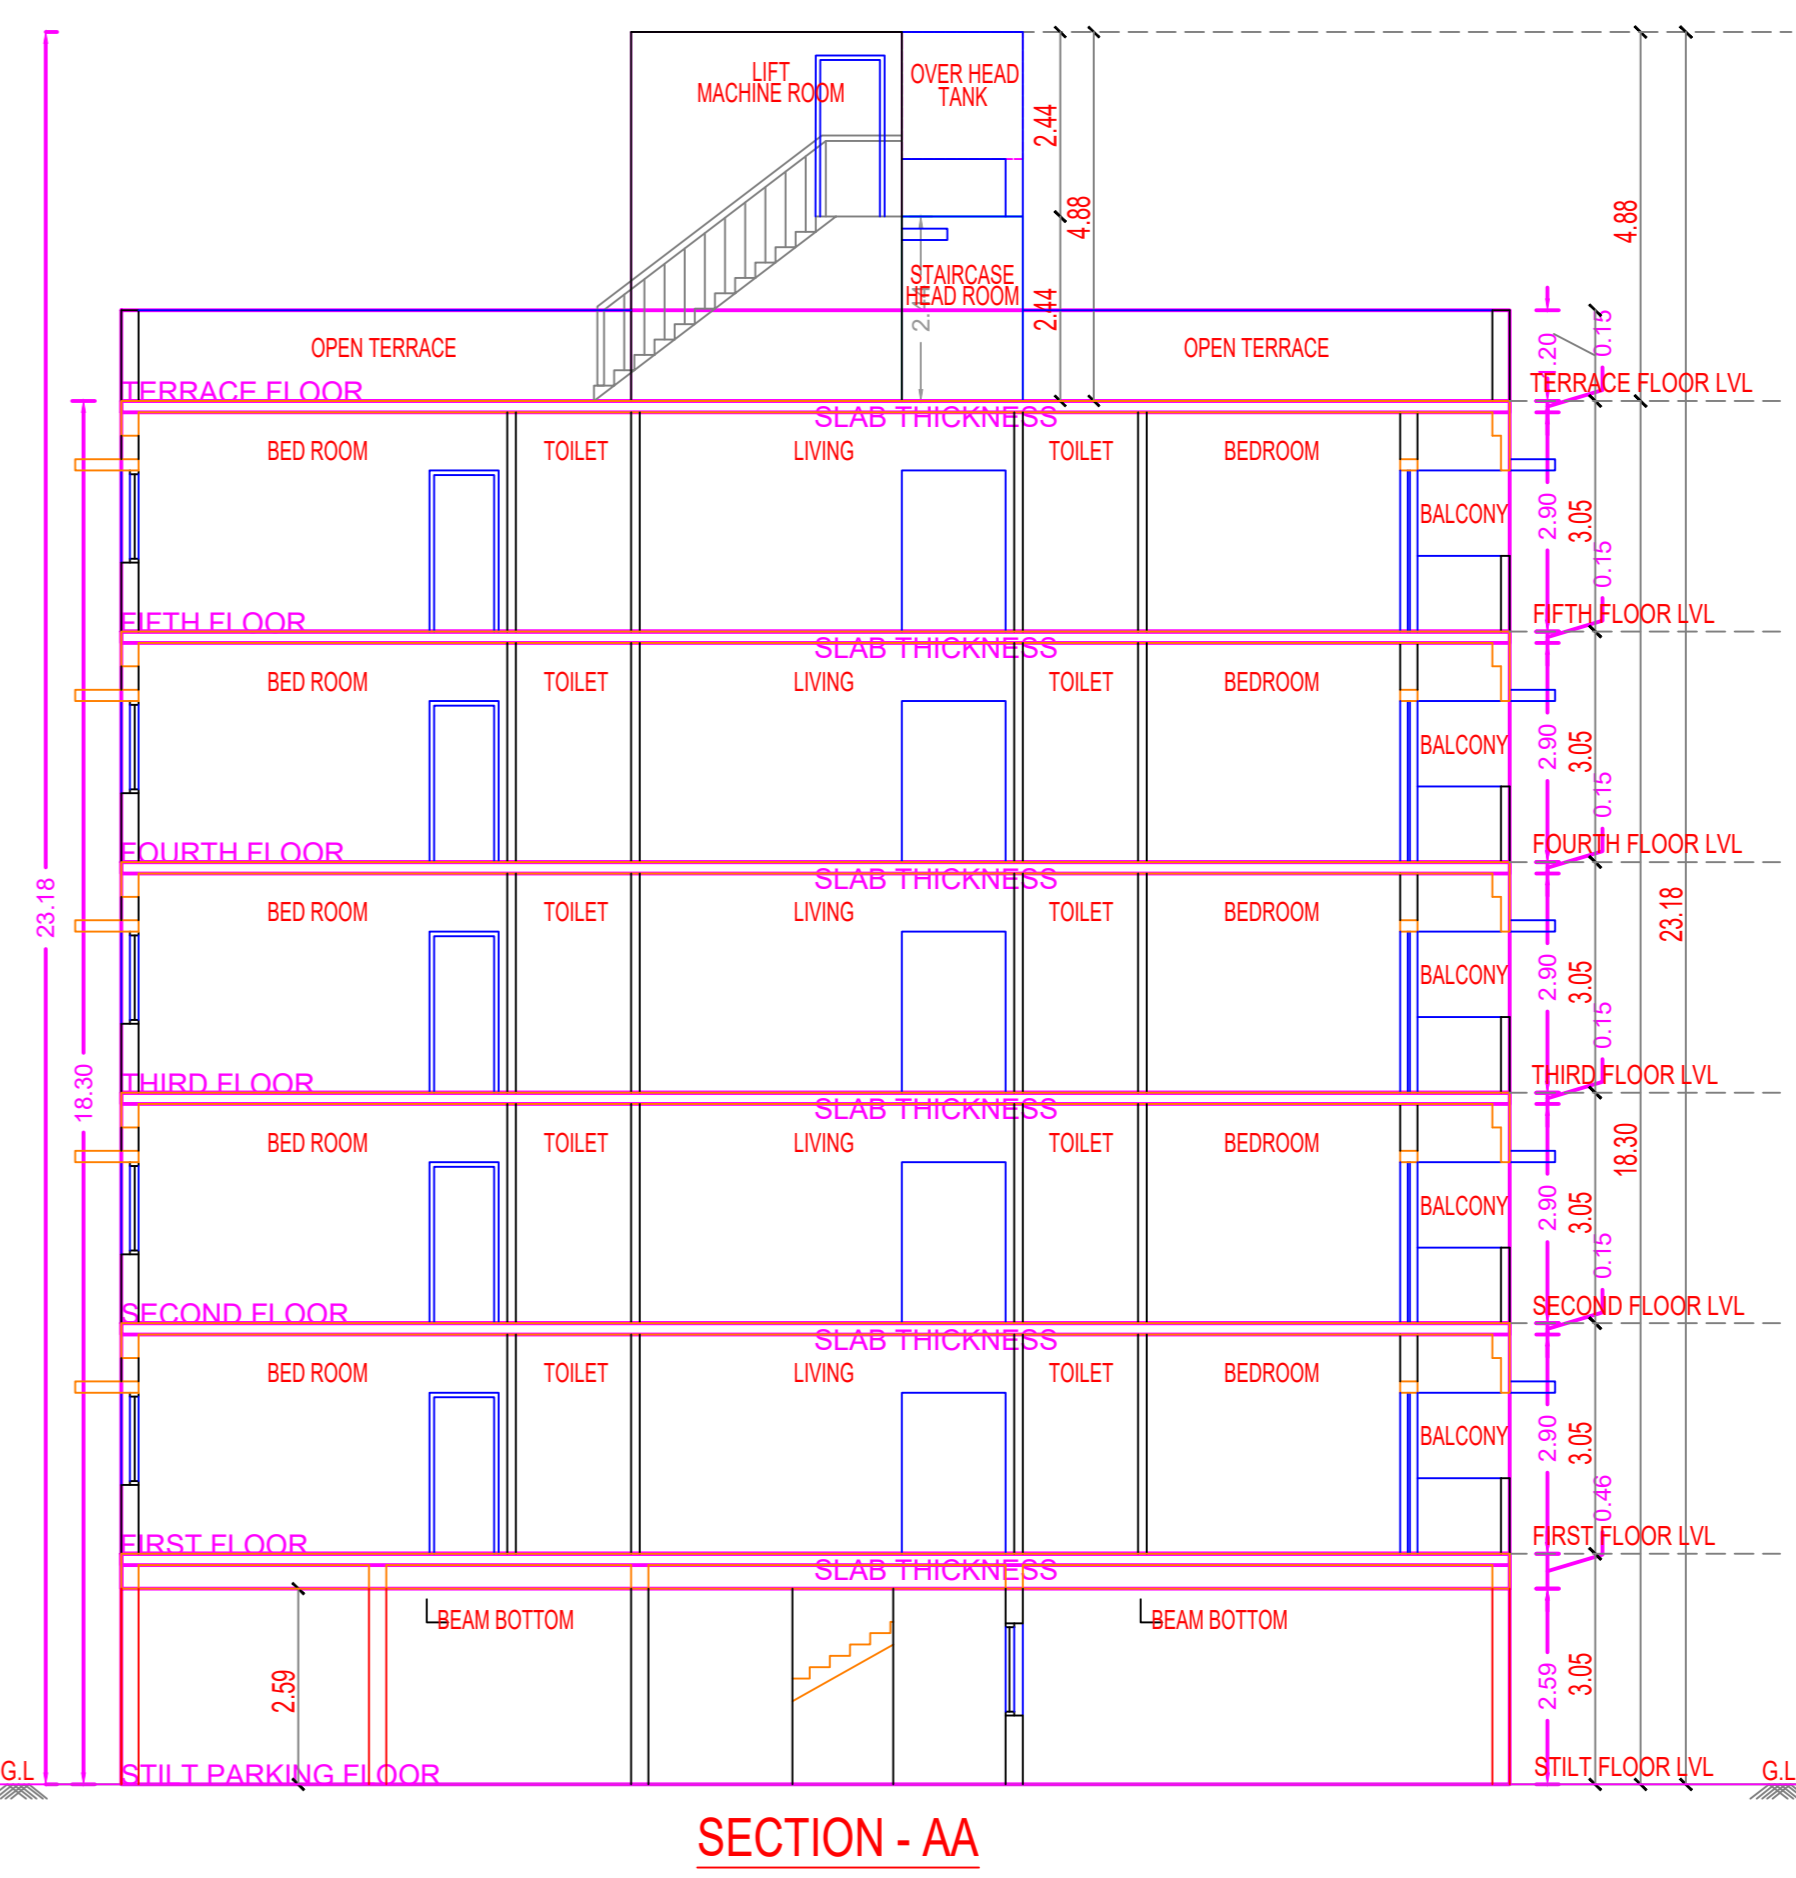 LIFT
MACHINE ROOM
OVER HEAD
TANK
2.44
4.88
4.88
STAIRCASE
HEAD ROOM
2.44
OPEN TERRACE
OPEN TERRACE
0.15
TERRACE FLOOR
TERRACE FLOOR LVL
SLAB THICKNESS
BED ROOM
TOILET
LIVING
TOILET
BEDROOM
BALCONY
2.90
3.05
0.15
FIFTH FLOOR
FIFTH FLOOR LVL
SLAB THICKNESS
BED ROOM
TOILET
LIVING
TOILET
BEDROOM
BALCONY
2.90
3.05
0.15
FOURTH FLOOR
FOURTH FLOOR LVL
SLAB THICKNESS
23.18
23.18
BED ROOM
TOILET
LIVING
TOILET
BEDROOM
BALCONY
2.90
3.05
0.15
THIRD FLOOR
THIRD FLOOR LVL
18.30
SLAB THICKNESS
18.30
BED ROOM
TOILET
LIVING
TOILET
BEDROOM
BALCONY
2.90
3.05
0.15
SECOND FLOOR
SECOND FLOOR LVL
SLAB THICKNESS
BED ROOM
TOILET
LIVING
TOILET
BEDROOM
BALCONY
2.90
3.05
0.46
FIRST FLOOR
FIRST FLOOR LVL
SLAB THICKNESS
BEAM BOTTOM
BEAM BOTTOM
2.59
2.59
3.05
G.L
STILT PARKING FLOOR
STILT FLOOR LVL
G.L
SECTION - AA